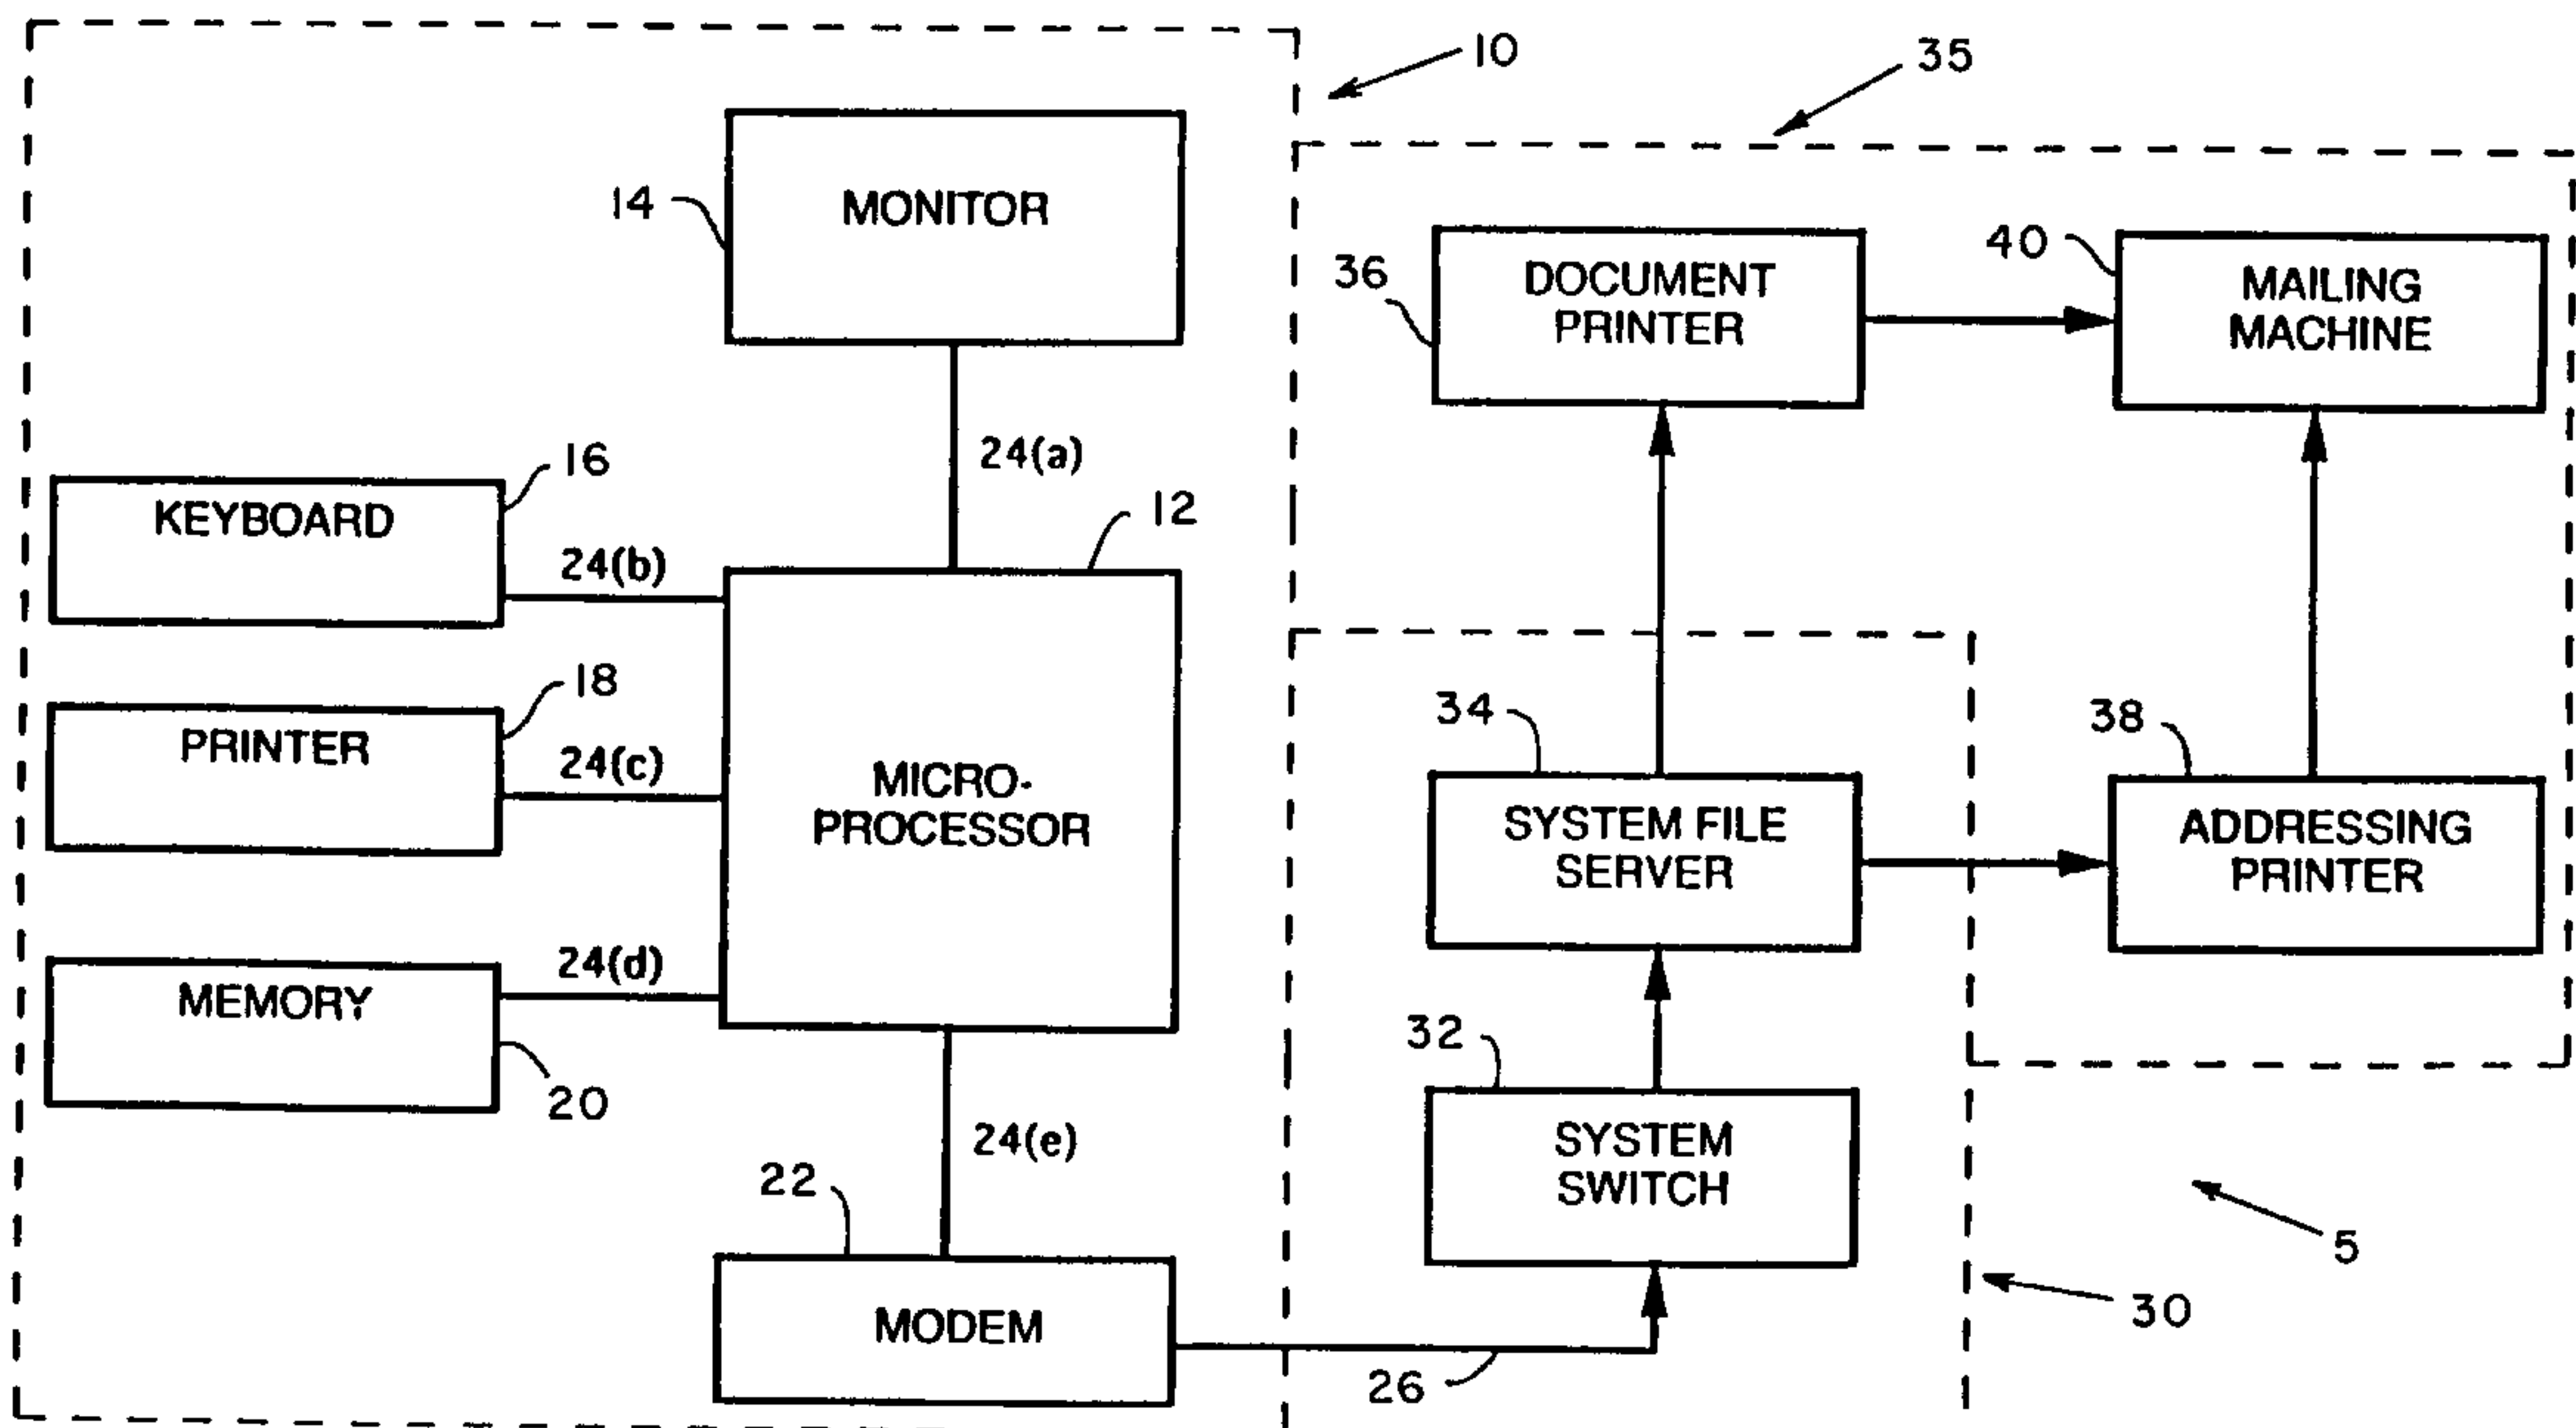 10
35
MONITOR
14
DOCUMENT
PRINTER
36
MAILING
MACHINE
40
24(a)
KEYBOARD
16
24(b)
12
PRINTER
18
24(c)
MICRO-
PROCESSOR
34
SYSTEM FILE
SERVER
38
ADDRESSING
PRINTER
MEMORY
24(d)
20
32
SYSTEM
SWITCH
24(e)
22
MODEM
26
5
30